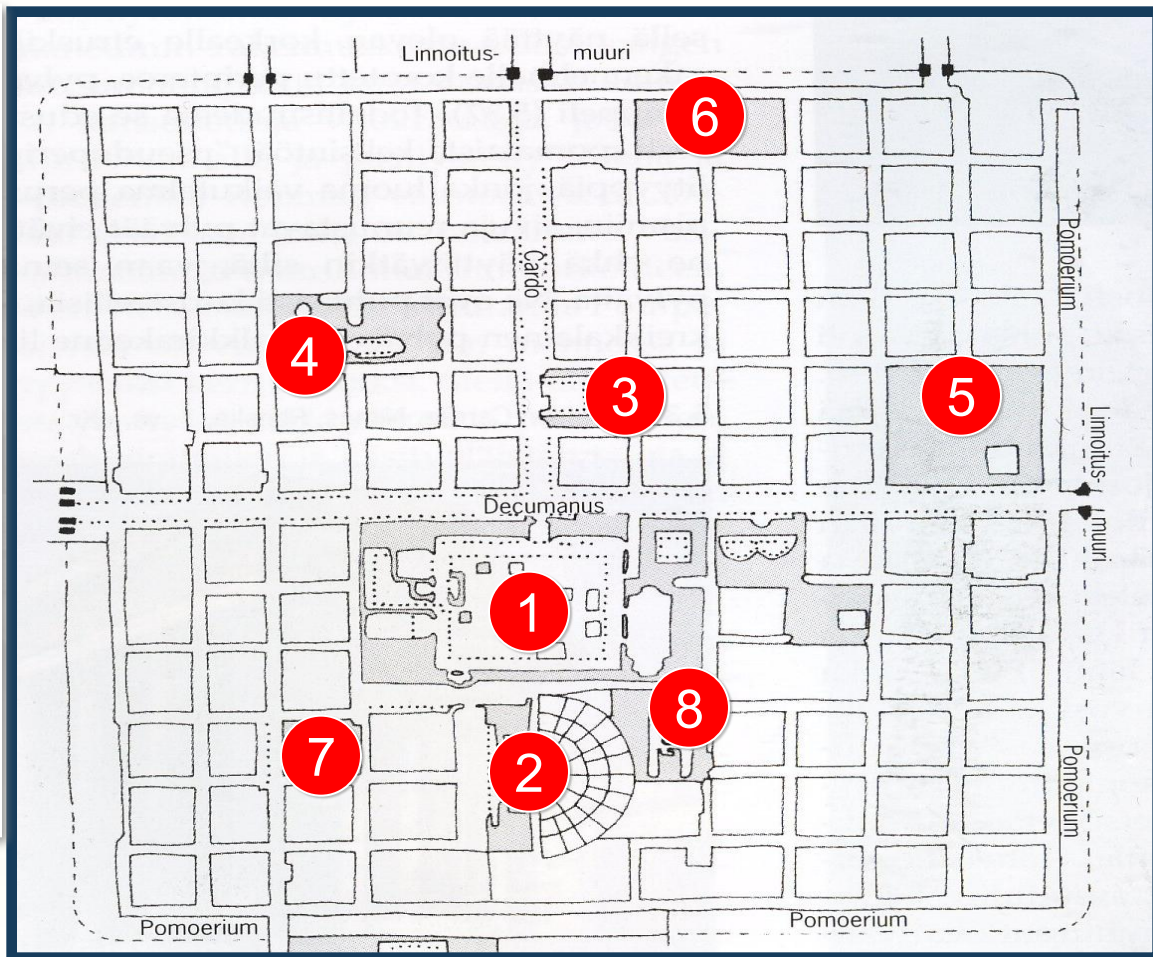 Linnoitus muuri
6
Pomoerium
Cardo
4
3
5
Linnoitus-
muuri
Decumanus
1
8
7
2
Pomoerium
Pomoerium
Pomoerium